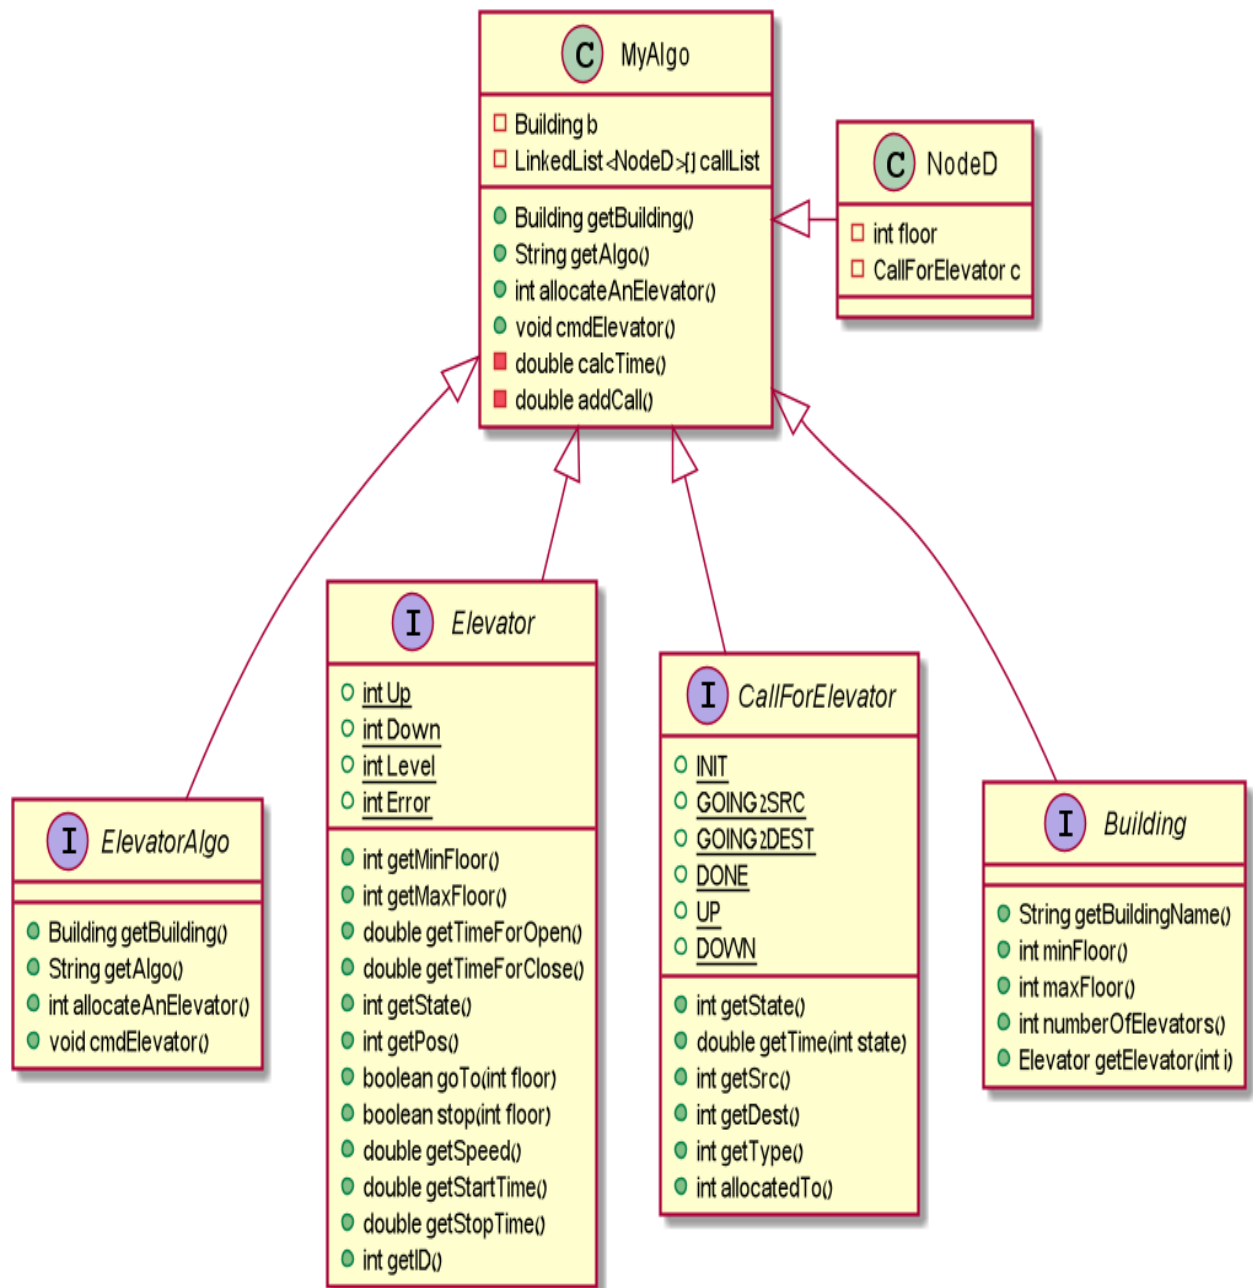 C MyAlgo
Building b
LinkedList<NodeD>[] callList
Building getBuilding()
String getAlgo()
int allocateAnElevator()
void cmdElevator()
double calcTime()
double addCall()
C NodeD
int floor
CallForElevator c
I ElevatorAlgo
Building getBuilding()
String getAlgo()
int allocateAnElevator()
void cmdElevator()
I Elevator
int Up
int Down
int Level
int Error
int getMinFloor()
int getMaxFloor()
double getTimeForOpen()
double getTimeForClose()
int getState()
int getPos()
boolean goTo(int floor)
boolean stop(int floor)
double getSpeed()
double getStartTime()
double getStopTime()
int getID()
I CallForElevator
INIT
GOING2SRC
GOING2DEST
DONE
UP
DOWN
int getState()
double getTime(int state)
int getSrc()
int getDest()
int getType()
int allocatedTo()
I Building
String getBuildingName()
int minFloor()
int maxFloor()
int numberOfElevators()
Elevator getElevator(int i)